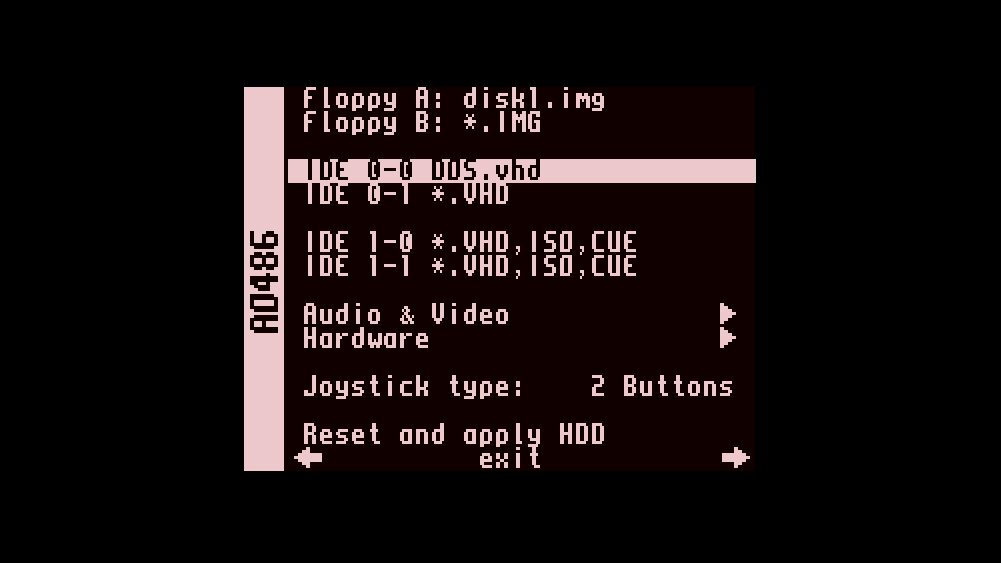 AO486
Floppy A: disk1.img
Floppy B: *.IMG
IDE 0-0 DOS.vhd
IDE 0-1 *.VHD
IDE 1-0 *.VHD,ISO,CUE
IDE 1-1 *.VHD,ISO,CUE
Audio & Video
Hardware
Joystick type: 2 Buttons
Reset and apply HDD
exit